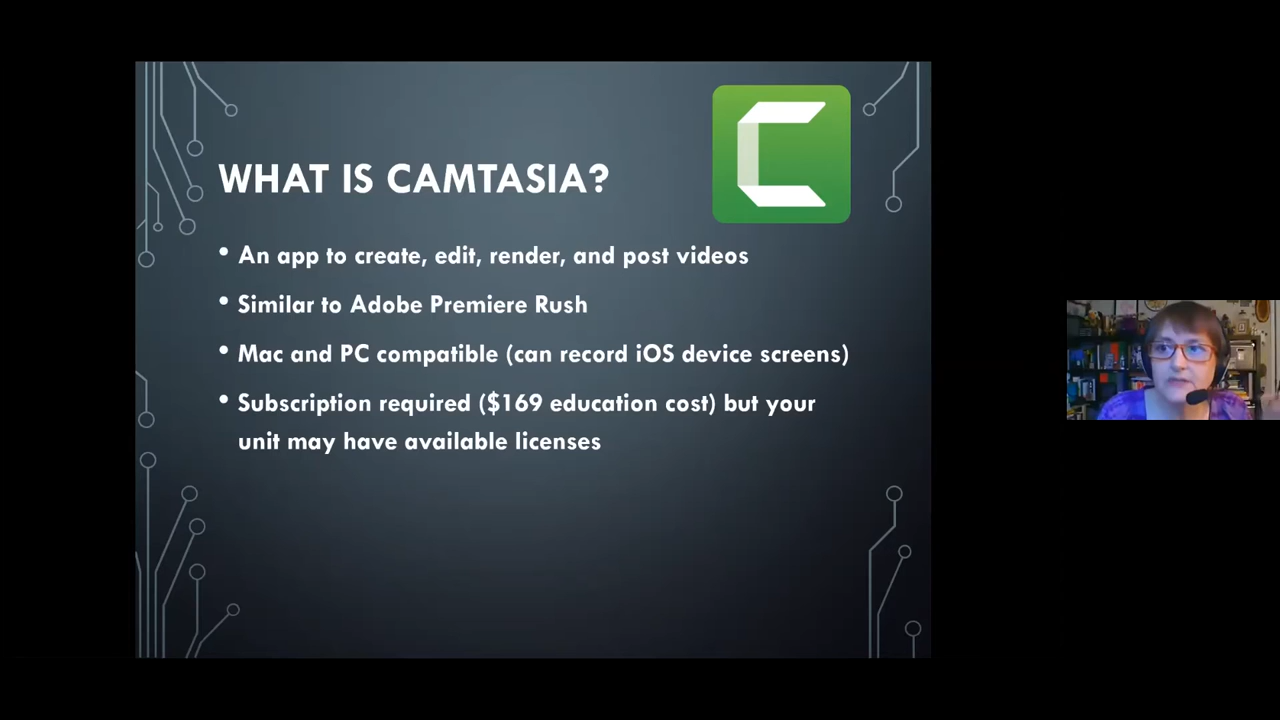 WHAT IS CAMTASIA?
• An app to create, edit, render, and post videos
• Similar to Adobe Premiere Rush
• Mac and PC compatible (can record iOS device screens)
• Subscription required ($169 education cost) but your
unit may have available licenses